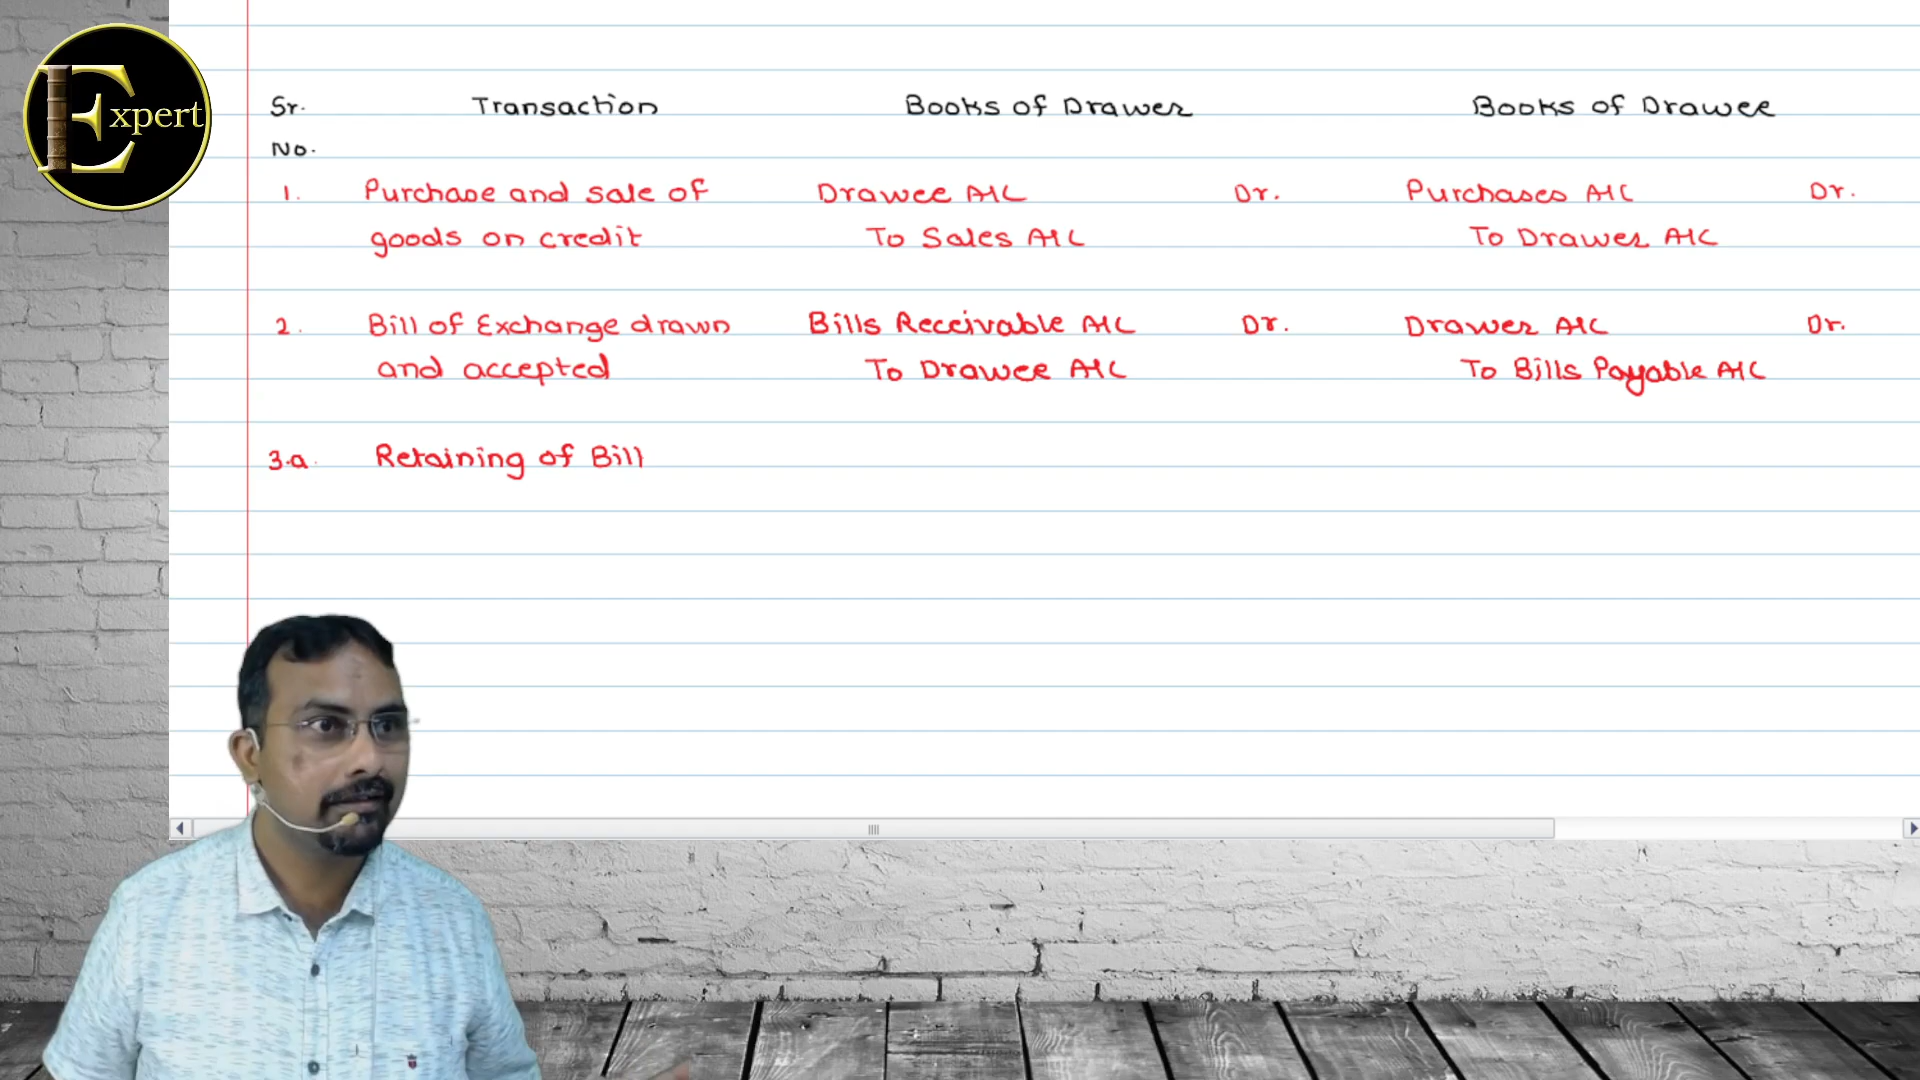 Expert
Sr. Transaction Books of Drawer Books of Drawee
No.
1. Purchase and sale of Drawee A/C Dr. Purchases A/C Dr.
goods on credit To Sales A/C To Drawer A/C
2. Bill of Exchange drawn Bills Receivable A/C Dr. Drawer A/C Dr.
and accepted To Drawee A/C To Bills Payable A/C
3.a. Retaining of Bill